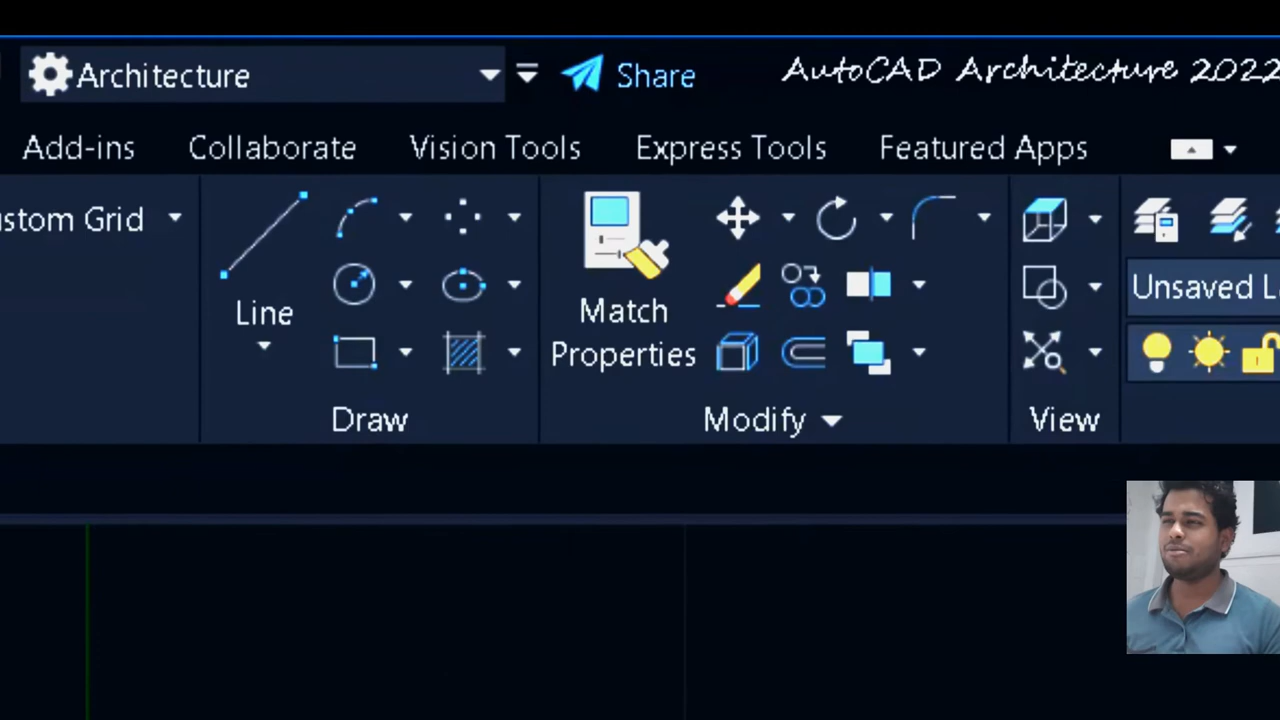 Architecture Share AutoCAD Architecture 2022
Add-ins Collaborate Vision Tools Express Tools Featured Apps
Grid
Line Match Properties Unsaved
Draw Modify View